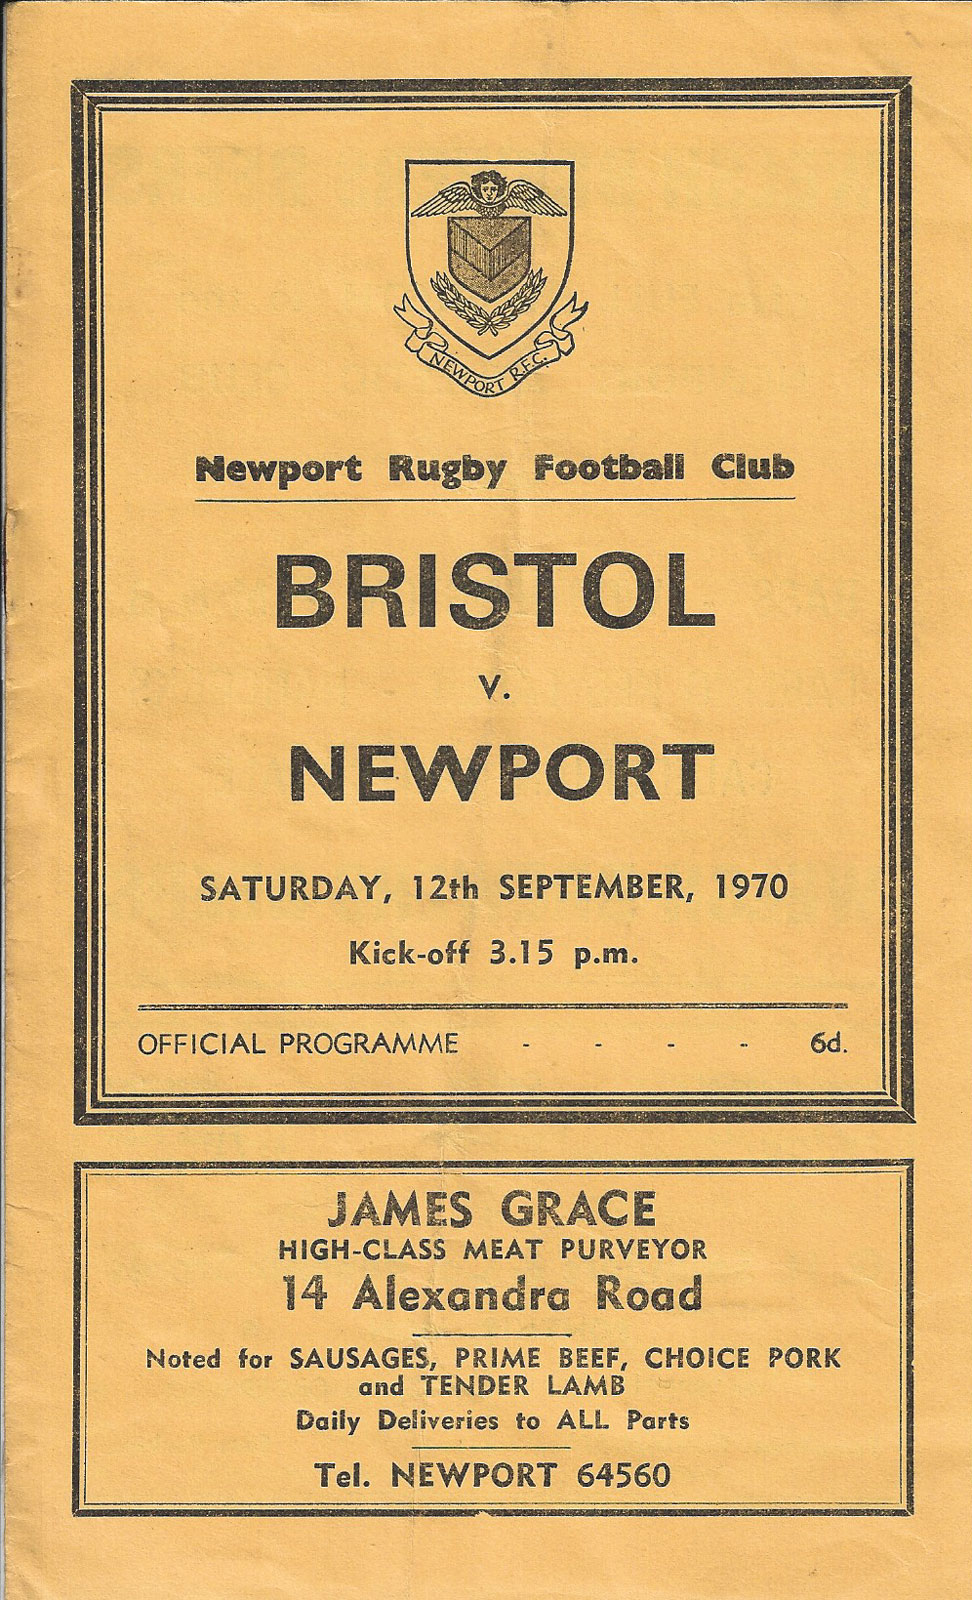 NEWPORT R.F.C.
Newport Rugby Football Club
BRISTOL
v.
NEWPORT
SATURDAY, 12th SEPTEMBER, 1970
Kick-off 3.15 p.m.
OFFICIAL PROGRAMME - - - - 6d.
JAMES GRACE
HIGH-CLASS MEAT PURVEYOR
14 Alexandra Road
Noted for SAUSAGES, PRIME BEEF, CHOICE PORK
and TENDER LAMB
Daily Deliveries to ALL Parts
Tel. NEWPORT 64560